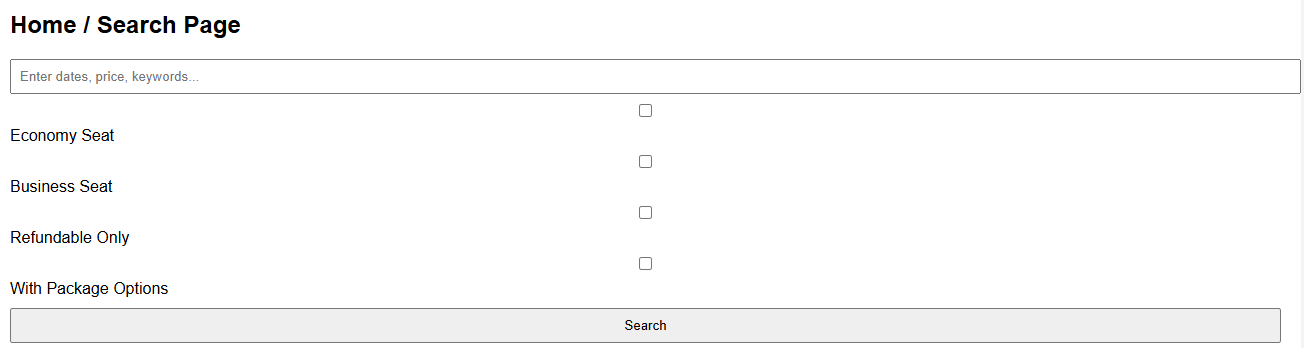 Home / Search Page
Enter dates, price, keywords...
Economy Seat
Business Seat
Refundable Only
With Package Options
Search